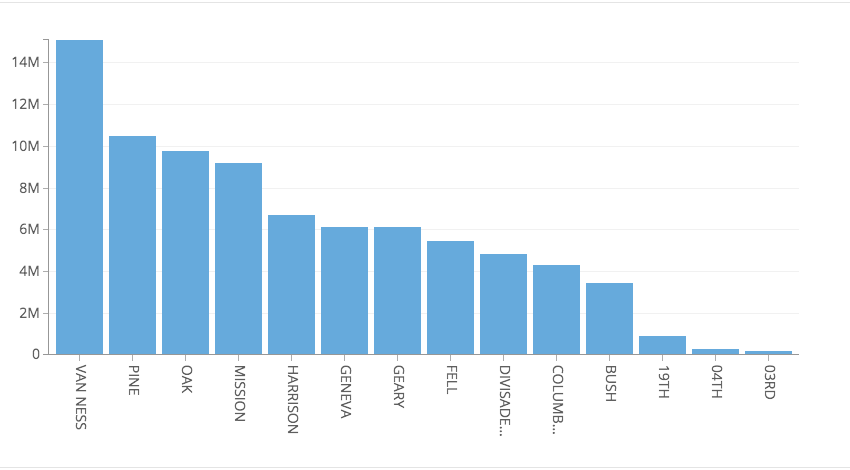 14M
12M
10M
8M
6M
4M
2M
0
VAN NESS
PINE
OAK
MISSION
HARRISON
GENEVA
GEARY
FELL
DIVISADE...
COLUMB...
BUSH
19TH
04TH
03RD